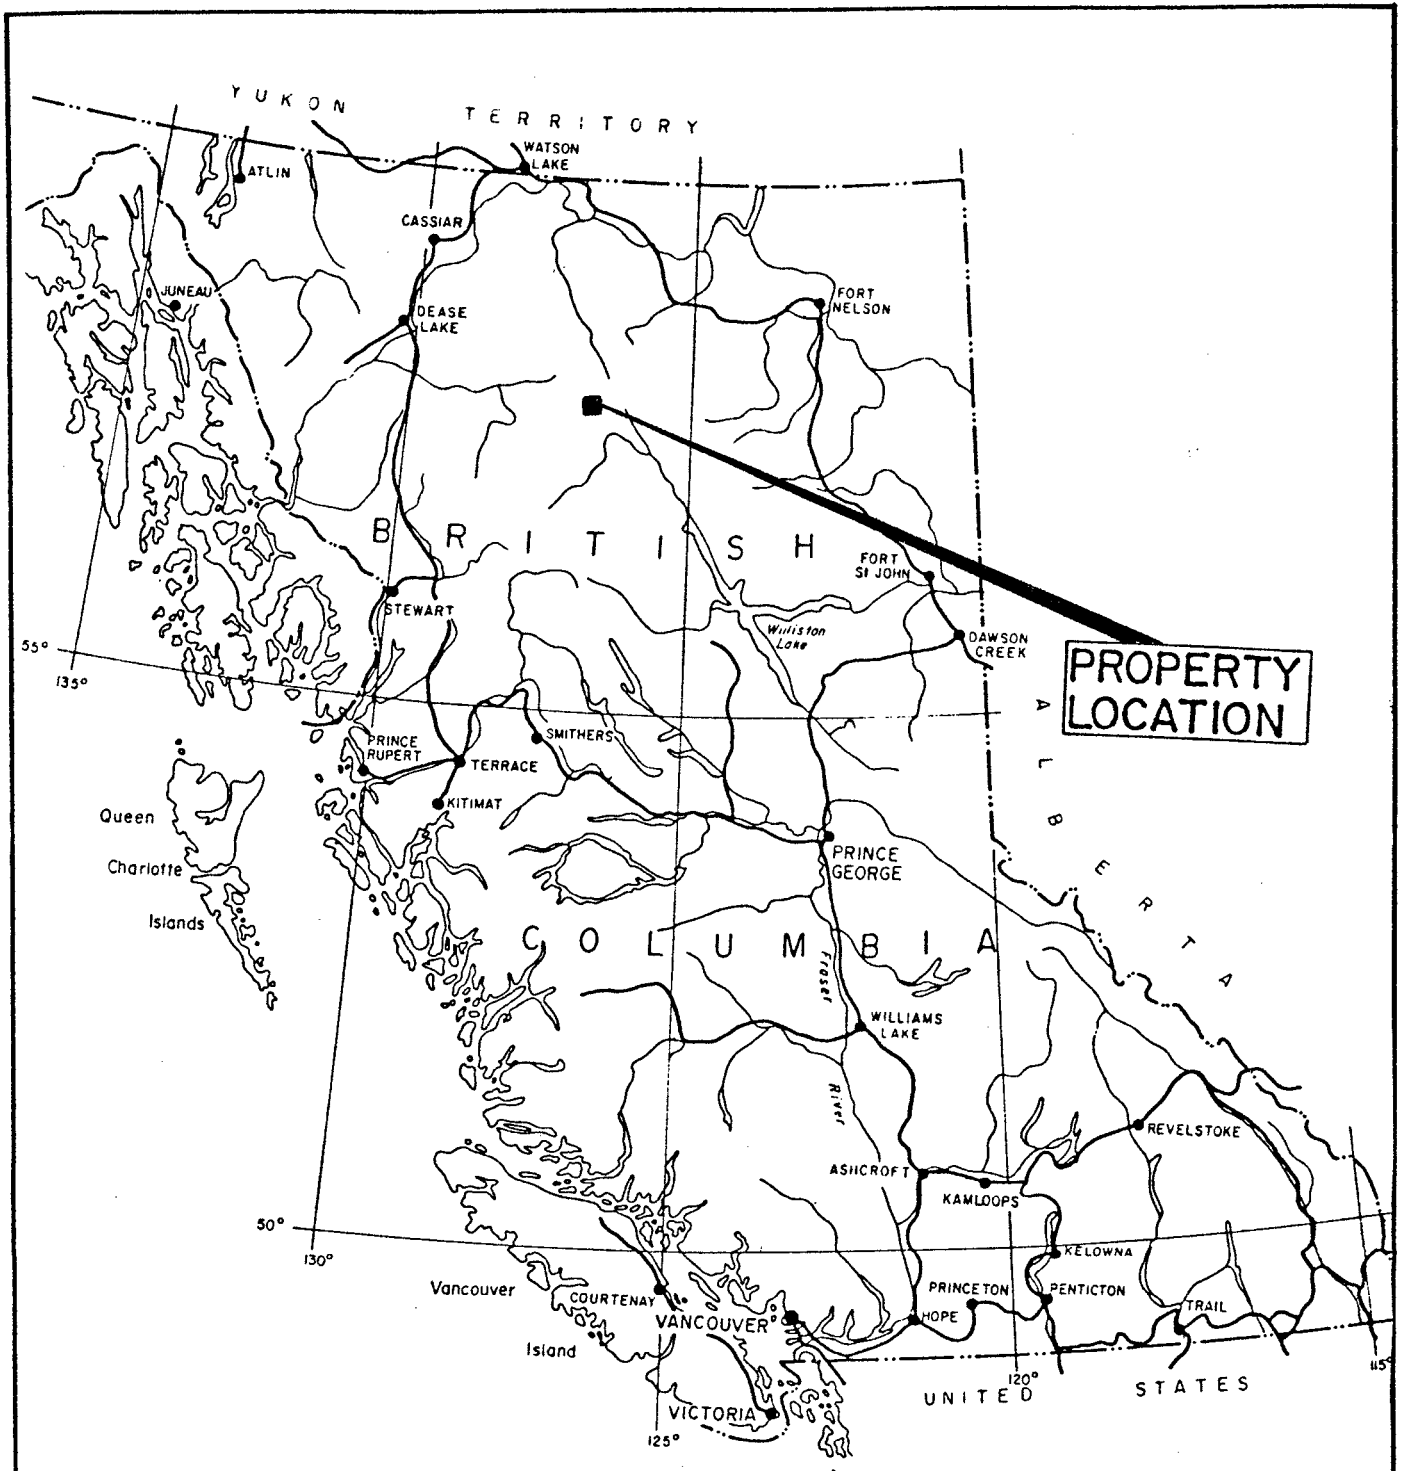 YUKON TERRITORY
WATSON
LAKE
ATLIN
CASSIAR
JUNEAU
DEASE
LAKE
FORT
NELSON
BRITISH
FORT
St JOHN
STEWART
Williston
Lake
DAWSON
CREEK
55°
135°
PROPERTY
LOCATION
ALBERTA
PRINCE
RUPERT
SMITHERS
TERRACE
KITIMAT
Queen
Charlotte
Islands
PRINCE
GEORGE
COLUMBIA
Fraser
River
WILLIAMS
LAKE
REVELSTOKE
ASHCROFT
KAMLOOPS
50°
130°
KELOWNA
Vancouver
Island
COURTENAY
VANCOUVER
PRINCETON
PENTICTON
HOPE
TRAIL
VICTORIA
125°
120°
115°
UNITED STATES